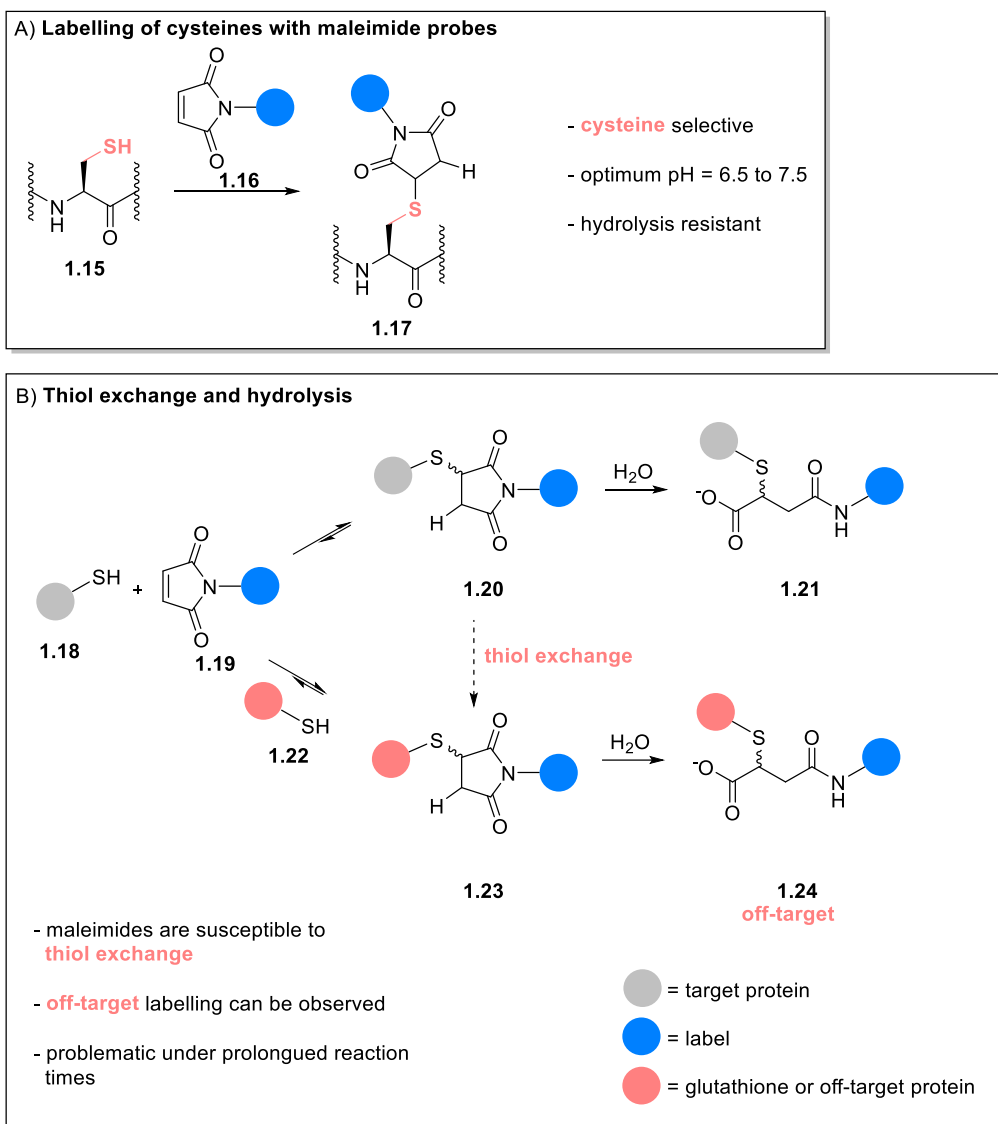 A) Labelling of cysteines with maleimide probes
O
N
O
1.16
SH
N
H
O
1.15
N
O
O
H
S
N
H
O
1.17
- cysteine selective
- optimum pH = 6.5 to 7.5
- hydrolysis resistant
B) Thiol exchange and hydrolysis
SH
1.18
+
O
N
O
1.19
S
O
N
H
O
1.20
H2O
S
O
-O
O
N
H
1.21
thiol exchange
SH
1.22
S
O
N
H
O
1.23
H2O
S
O
-O
O
N
H
1.24
off-target
- maleimides are susceptible to
thiol exchange
- off-target labelling can be observed
- problematic under prolongued reaction
times
= target protein
= label
= glutathione or off-target protein